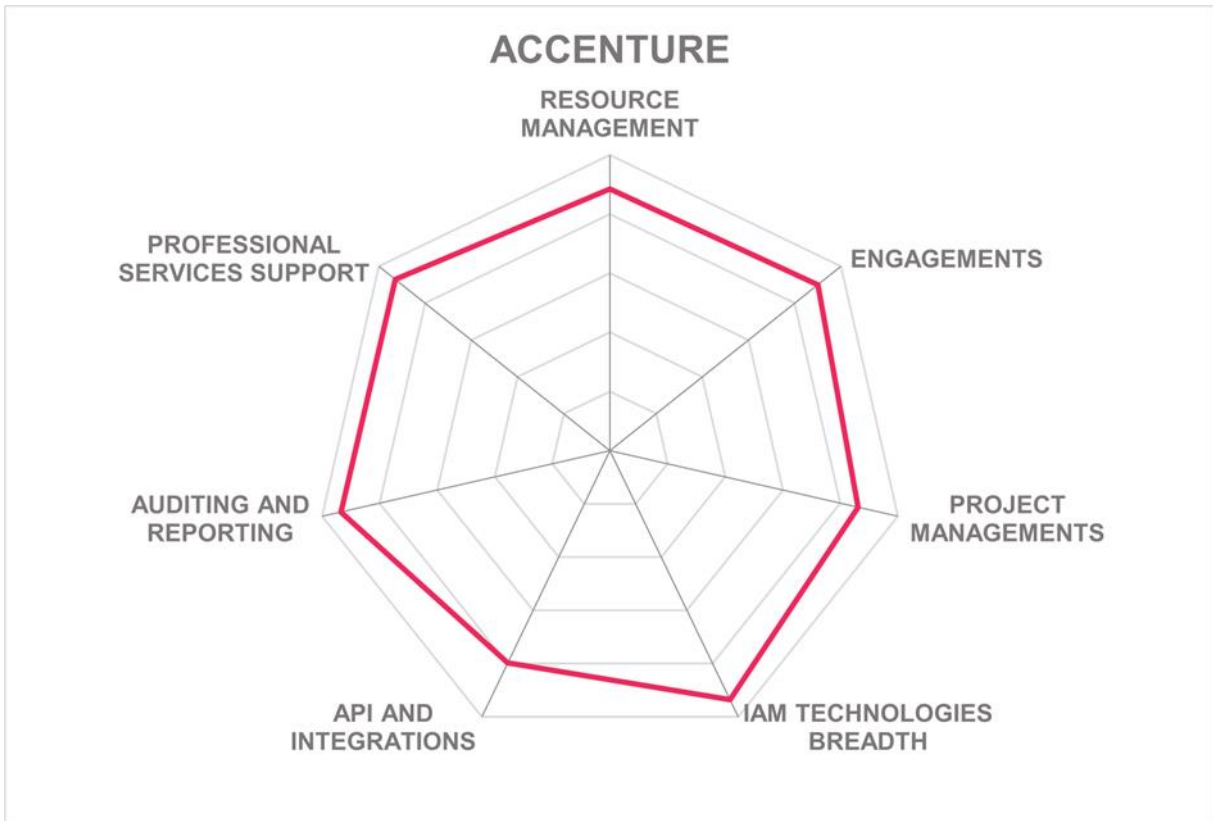 ACCENTURE
RESOURCE
MANAGEMENT
ENGAGEMENTS
PROJECT
MANAGEMENTS
IAM TECHNOLOGIES
BREADTH
API AND
INTEGRATIONS
AUDITING AND
REPORTING
PROFESSIONAL
SERVICES SUPPORT